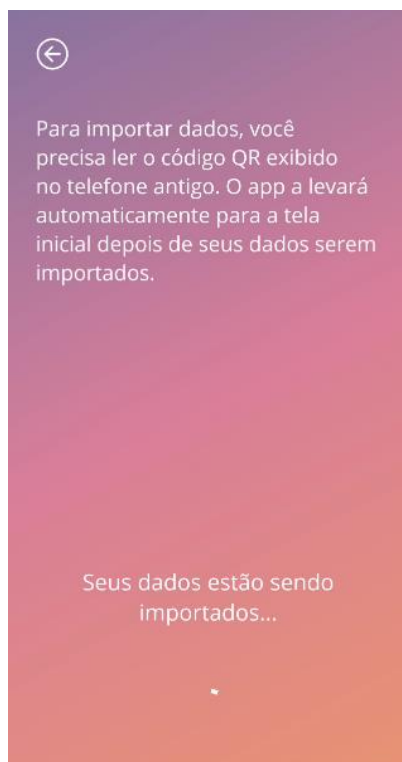 Para importar dados, você
precisa ler o código QR exibido
no telefone antigo. O app a levará
automaticamente para a tela
inicial depois de seus dados serem
importados.
Seus dados estão sendo
importados...